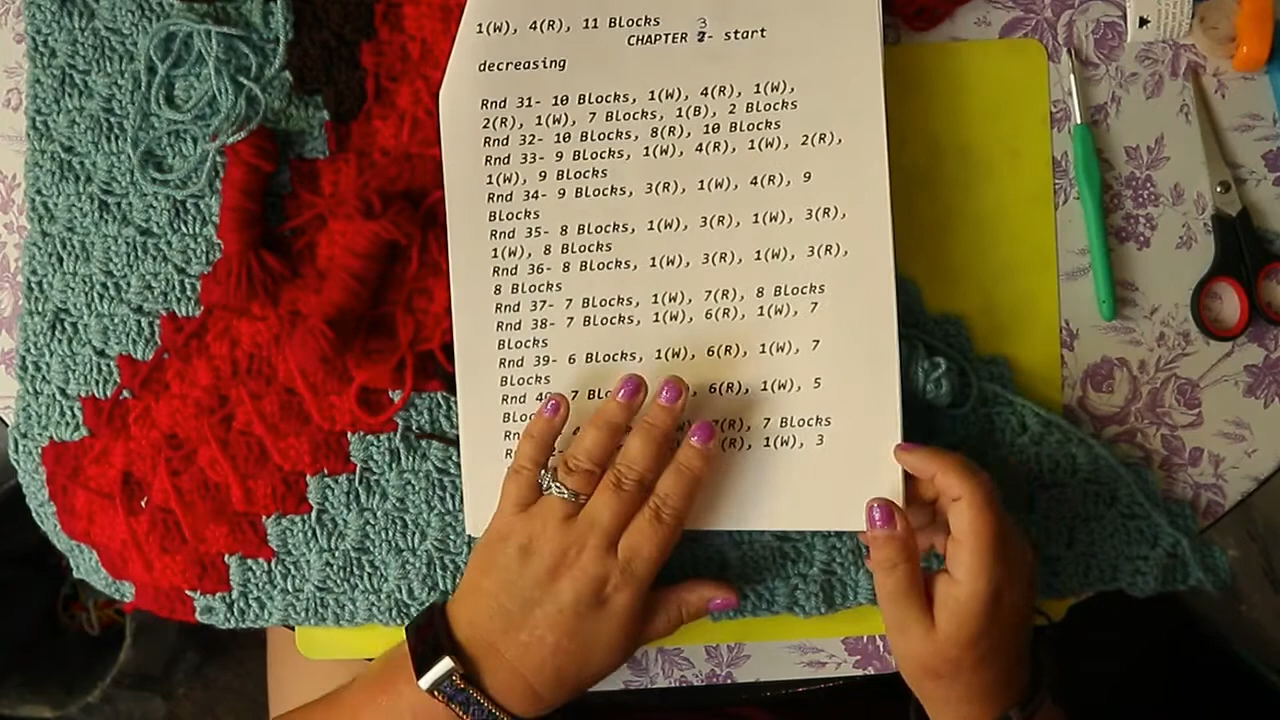 1(W), 4(R), 11 Blocks
3
CHAPTER 2- start
decreasing
Rnd 31- 10 Blocks, 1(W), 4(R), 1(W),
2(R), 1(W), 7 Blocks, 1(B), 2 Blocks
Rnd 32- 10 Blocks, 8(R), 10 Blocks
Rnd 33- 9 Blocks, 1(W), 4(R), 1(W), 2(R),
1(W), 9 Blocks
Rnd 34- 9 Blocks, 3(R), 1(W), 4(R), 9
Blocks
Rnd 35- 8 Blocks, 1(W), 3(R), 1(W), 3(R),
1(W), 8 Blocks
Rnd 36- 8 Blocks, 1(W), 3(R), 1(W), 3(R),
8 Blocks
Rnd 37- 7 Blocks, 1(W), 7(R), 8 Blocks
Rnd 38- 7 Blocks, 1(W), 6(R), 1(W), 7
Blocks
Rnd 39- 6 Blocks, 1(W), 6(R), 1(W), 7
Blocks
Rnd 7 6(R), 1(W), 5
7(R), 7 Blocks
(R), 1(W), 3